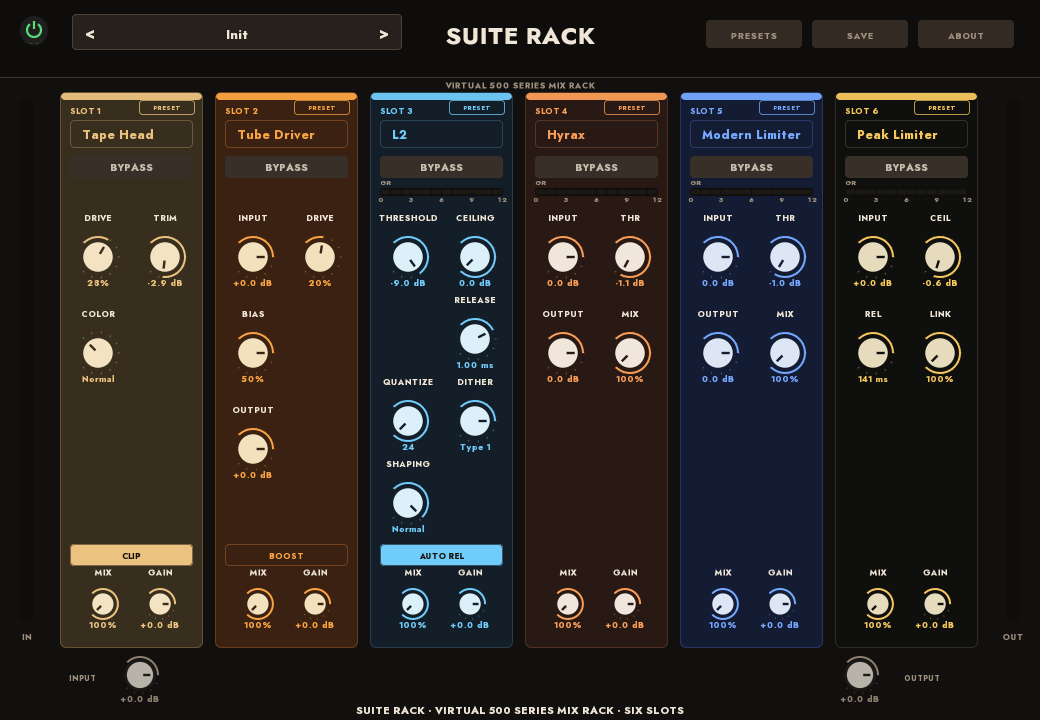 < Init >
SUITE RACK
PRESETS SAVE ABOUT
VIRTUAL 500 SERIES MIX RACK
SLOT 1 PRESET
Tape Head
BYPASS
DRIVE TRIM
28% -2.9 dB
COLOR
Normal
CLIP
MIX GAIN
100% +0.0 dB
SLOT 2 PRESET
Tube Driver
BYPASS
INPUT DRIVE
+0.0 dB 20%
BIAS
50%
OUTPUT
+0.0 dB
BOOST
MIX GAIN
100% +0.0 dB
SLOT 3 PRESET
L2
BYPASS
GR
0 3 6 9 12
THRESHOLD CEILING
-9.0 dB 0.0 dB
RELEASE
1.00 ms
QUANTIZE DITHER
24 Type 1
SHAPING
Normal
AUTO REL
MIX GAIN
100% +0.0 dB
SLOT 4 PRESET
Hyrax
BYPASS
GR
0 3 6 9 12
INPUT THR
0.0 dB -1.1 dB
OUTPUT MIX
0.0 dB 100%
MIX GAIN
100% +0.0 dB
SLOT 5 PRESET
Modern Limiter
BYPASS
GR
0 3 6 9 12
INPUT THR
0.0 dB -1.0 dB
OUTPUT MIX
0.0 dB 100%
MIX GAIN
100% +0.0 dB
SLOT 6 PRESET
Peak Limiter
BYPASS
GR
0 3 6 9 12
INPUT CEIL
+0.0 dB -0.6 dB
REL LINK
141 ms 100%
MIX GAIN
100% +0.0 dB
IN OUT
INPUT
+0.0 dB
OUTPUT
+0.0 dB
SUITE RACK · VIRTUAL 500 SERIES MIX RACK · SIX SLOTS